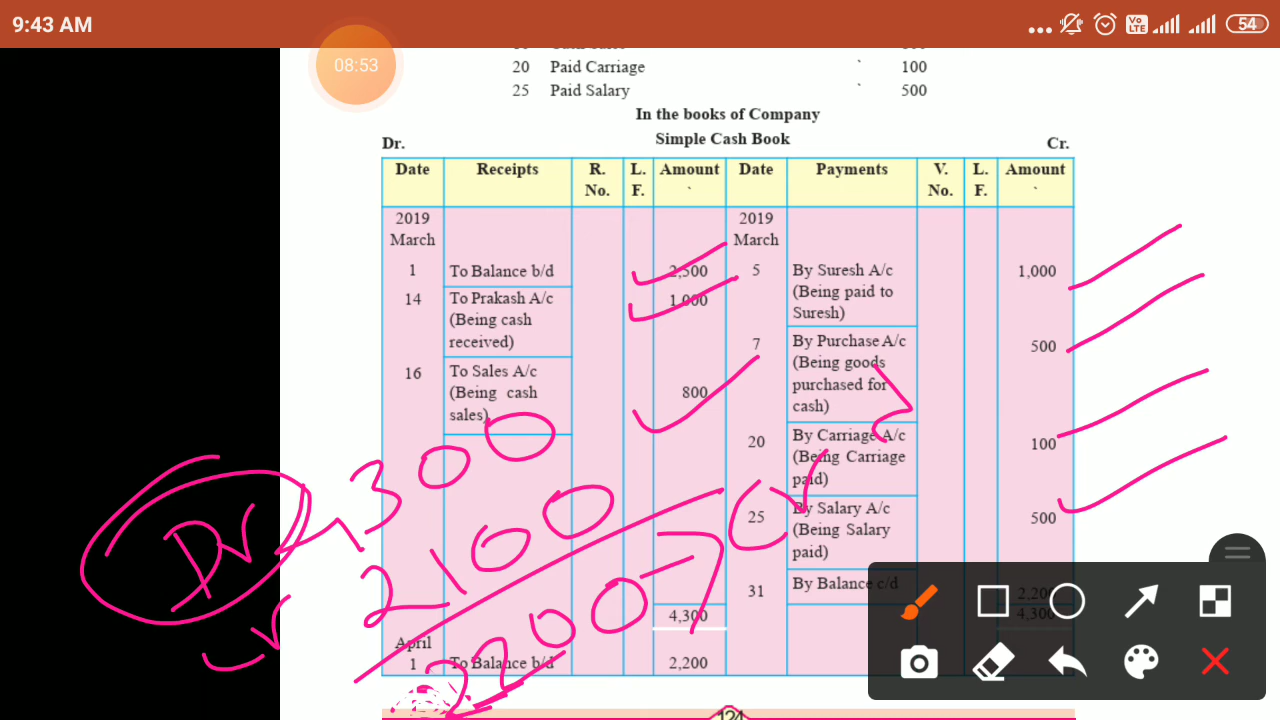 9:43 AM
Vo LTE
54
08:53
20 Paid Carriage ` 100
25 Paid Salary ` 500
In the books of Company
Dr. Simple Cash Book Cr.
Date Receipts R. No. L. F. Amount ` Date Payments V. No. L. F. Amount `
2019 March 2019 March
1 To Balance b/d 2,500 5 By Suresh A/c 1,000
(Being paid to
Suresh)
14 To Prakash A/c 1,000
(Being cash
received)
7 By Purchase A/c 500
(Being goods
purchased for
cash)
16 To Sales A/c 800
(Being cash
sales)
20 By Carriage A/c 100
(Being Carriage
paid)
25 By Salary A/c 500
(Being Salary
paid)
31 By Balance c/d 2,200
4,300 4,300
April
1 To Balance b/d 2,200
Dr 4,300
2100
2200
124